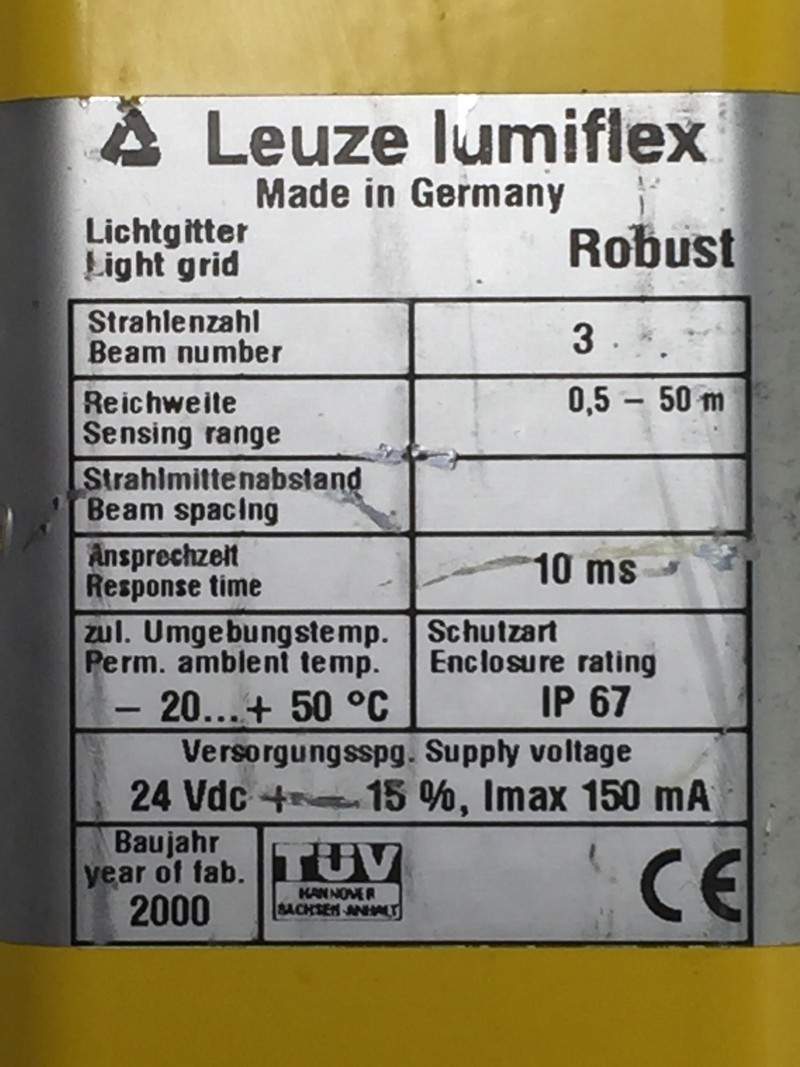 Leuze lumiflex
Made in Germany
Lichtgitter
Light grid
Robust
Strahlenzahl
Beam number
3
Reichweite
Sensing range
0,5 – 50 m
Strahlmittenabstand
Beam spacing
Ansprechzeit
Response time
10 ms
zul. Umgebungstemp.
Perm. ambient temp.
– 20...+ 50 °C
Schutzart
Enclosure rating
IP 67
Versorgungsspg. Supply voltage
24 Vdc + – 15 %, Imax 150 mA
Baujahr
year of fab.
2000
TÜV
HANNOVER
SACHSEN-ANHALT
CE